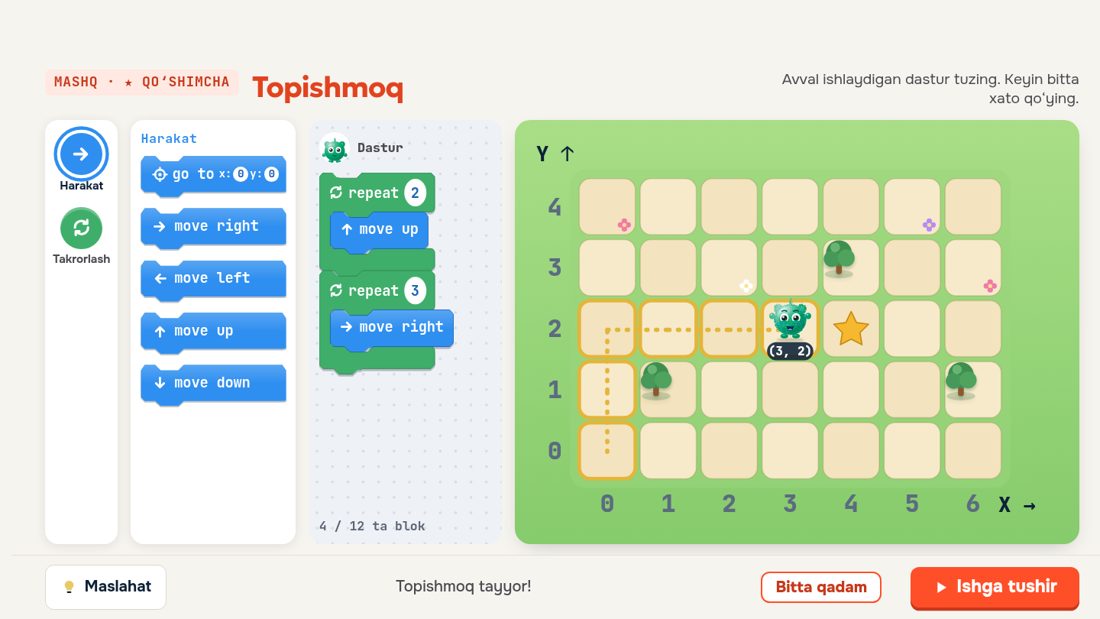 MASHQ · ★ QO‘SHIMCHA
Topishmoq
Avval ishlaydigan dastur tuzing. Keyin bitta
xato qo‘ying.
Harakat
Takrorlash
Harakat
go to x: 0 y: 0
→ move right
← move left
↑ move up
↓ move down
Dastur
repeat 2
↑ move up
repeat 3
→ move right
4 / 12 ta blok
Y ↑
4
3
2
1
0
(3, 2)
0 1 2 3 4 5 6 X →
Maslahat
Topishmoq tayyor!
Bitta qadam
Ishga tushir